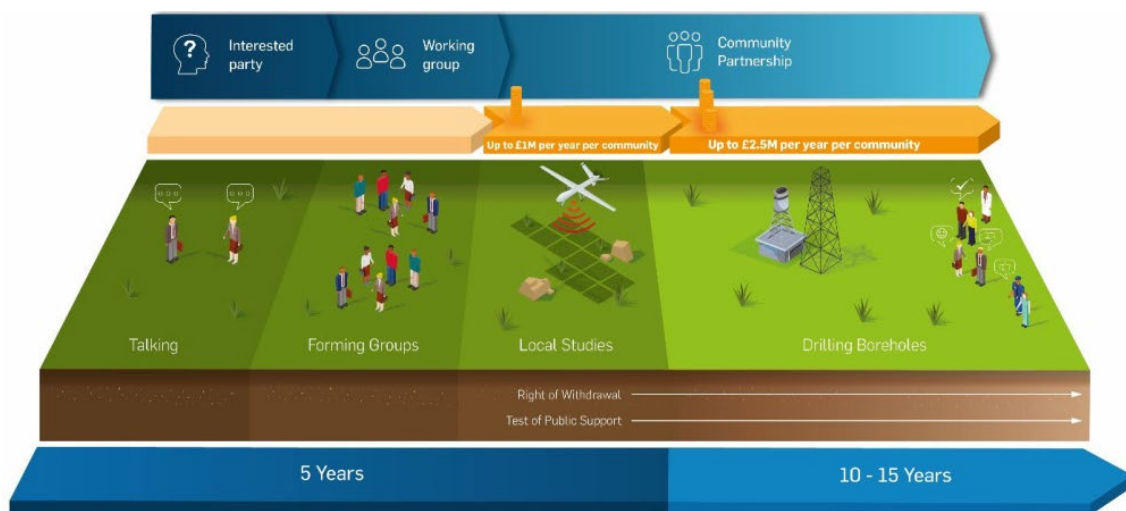 Interested
party
Working
group
Community
Partnership
Up to £1M per year per community
Up to £2.5M per year per community
Talking
Forming Groups
Local Studies
Drilling Boreholes
Right of Withdrawal
Test of Public Support
5 Years
10 - 15 Years